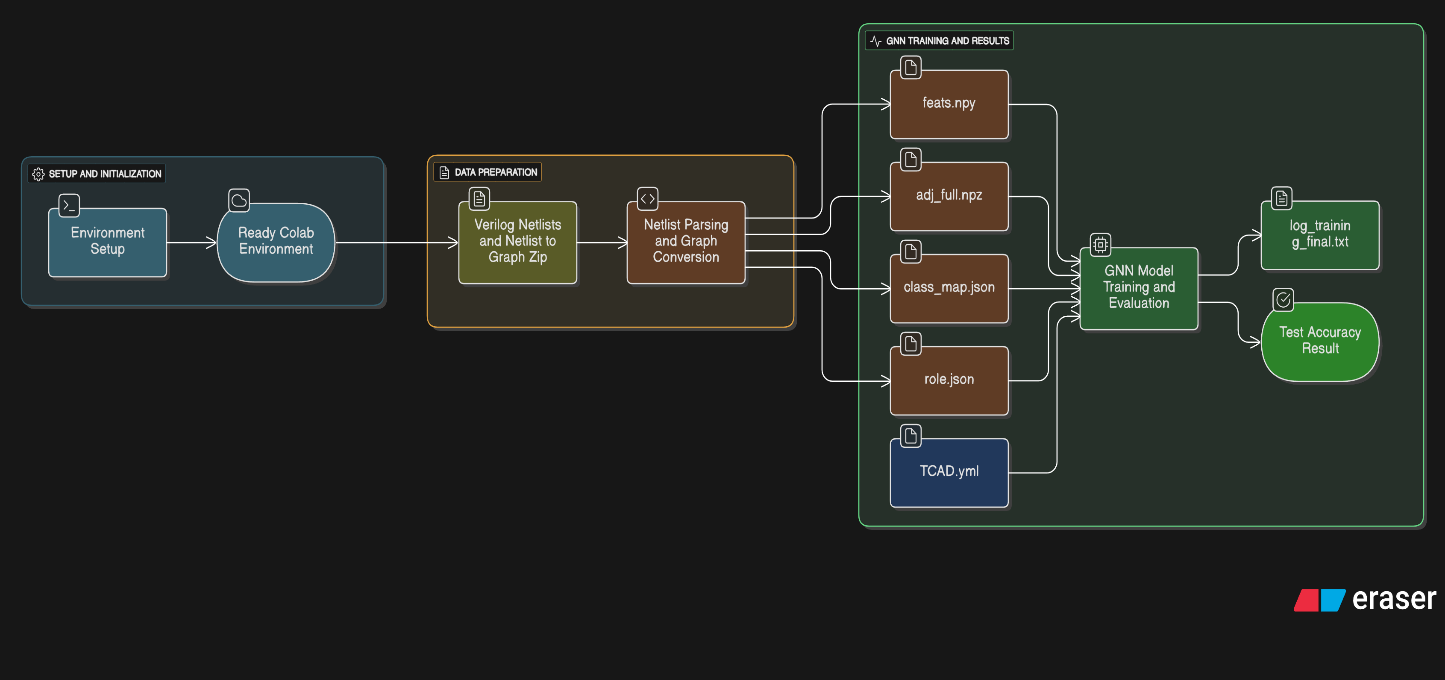 SETUP AND INITIALIZATION
Environment
Setup
Ready Colab
Environment
DATA PREPARATION
Verilog Netlists
and Netlist to
Graph Zip
Netlist Parsing
and Graph
Conversion
GNN TRAINING AND RESULTS
feats.npy
adj_full.npz
class_map.json
role.json
TCAD.yml
GNN Model
Training and
Evaluation
log_trainin
g_final.txt
Test Accuracy
Result
eraser